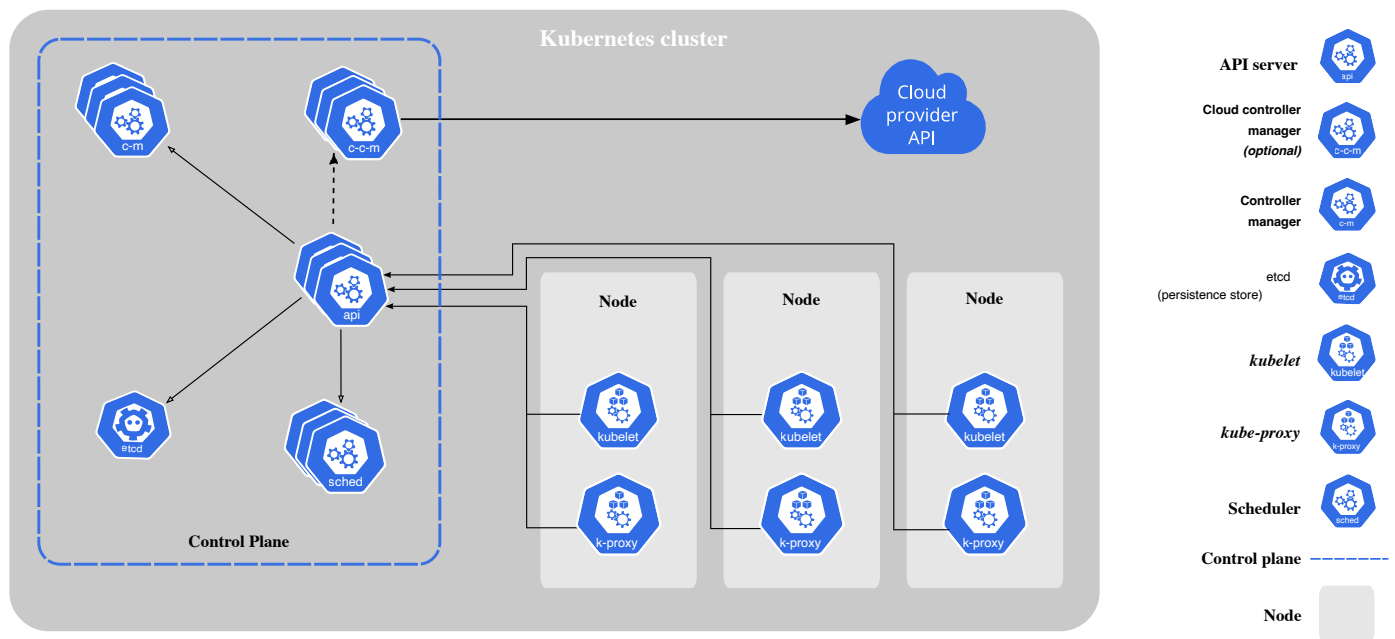 Kubernetes cluster
c-m
c-c-m
Cloud
provider
API
api
etcd
sched
Control Plane
Node
Node
Node
kubelet
kubelet
kubelet
k-proxy
k-proxy
k-proxy
API server
api
Cloud controller
manager
(optional)
c-c-m
Controller
manager
c-m
etcd
(persistence store)
etcd
kubelet
kubelet
kube-proxy
k-proxy
Scheduler
sched
Control plane
Node